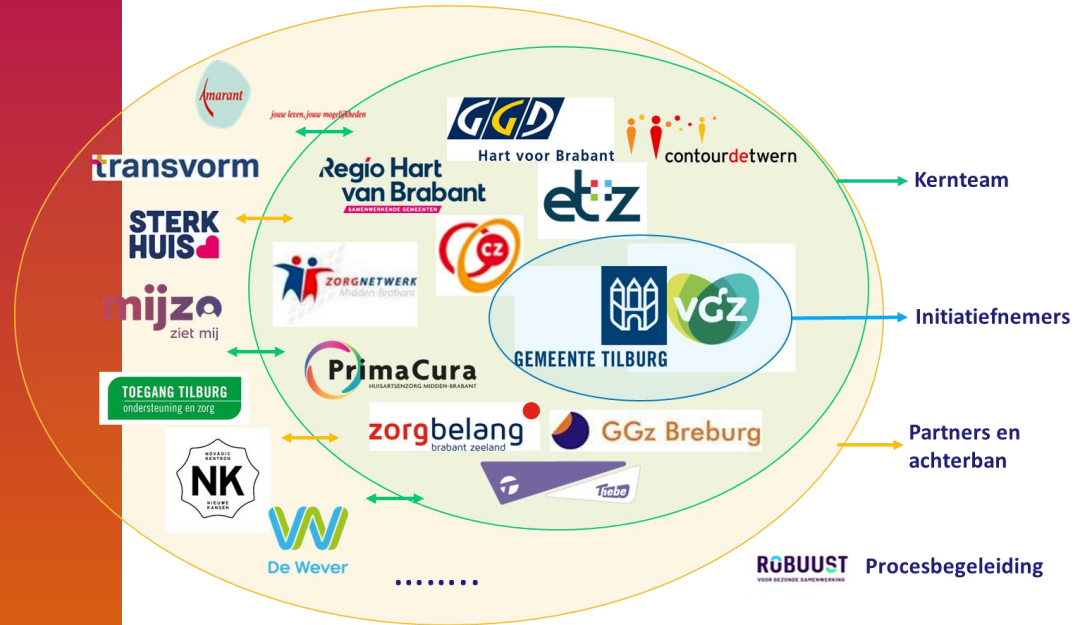 Amarant
jouw leven, jouw mogelijkheden
GGD
Hart voor Brabant
contourdetwern
transvorm
Regio Hart
van Brabant
SAMENWERKENDE GEMEENTEN
etz
Kernteam
STERK
HUIS
CZ
ZORGNETWERK
Midden-Brabant
mijzo
ziet mij
GEMEENTE TILBURG
vGz
Initiatiefnemers
PrimaCura
HUISARTSENZORG MIDDEN-BRABANT
TOEGANG TILBURG
ondersteuning en zorg
zorgbelang
brabant zeeland
GGz Breburg
Partners en
achterban
NOVADIC
KENTRON
NK
NIEUWE
KANSEN
T
Thebe
De Wever
........
ROBUUST
VOOR GEZONDE SAMENWERKING
Procesbegeleiding